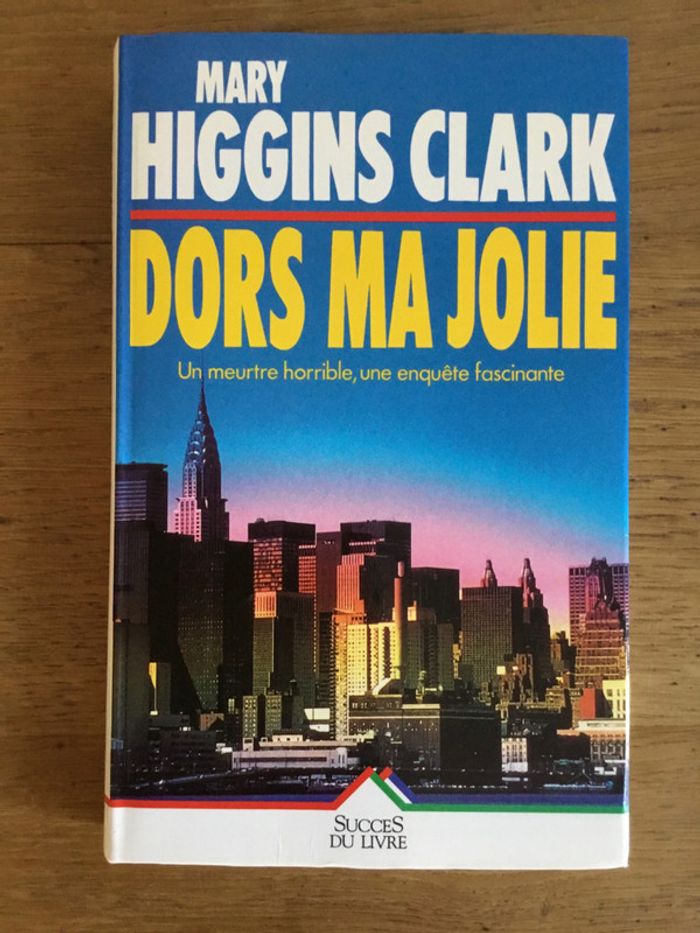 MARY
HIGGINS CLARK
DORS MA JOLIE
Un meurtre horrible, une enquête fascinante
SUCCES
DU LIVRE